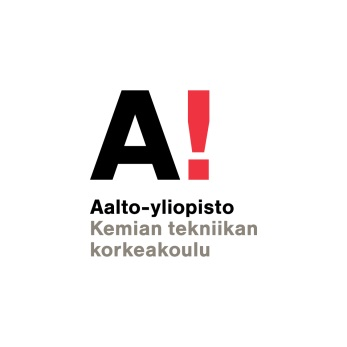 A!
Aalto-yliopisto
Kemian tekniikan
korkeakoulu